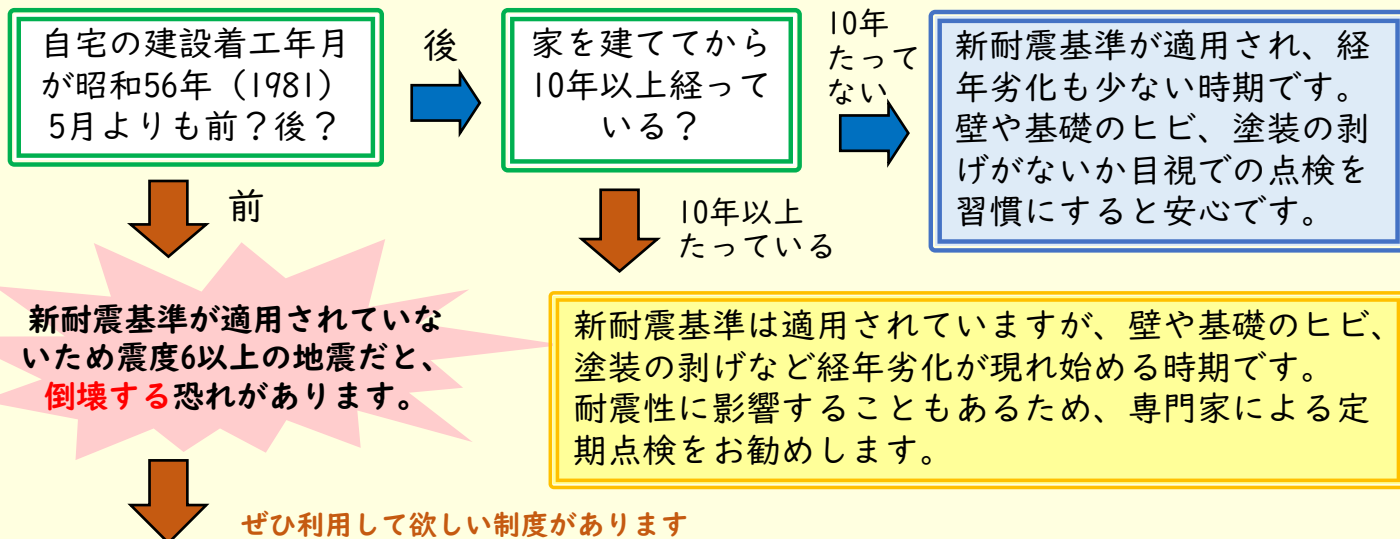 自宅の建設着工年月
が昭和56年（1981）
5月よりも前？後？
後
家を建ててから
10年以上経って
いる？
10年
たって
ない
新耐震基準が適用され、経
年劣化も少ない時期です。
壁や基礎のヒビ、塗装の剥
げがないか目視での点検を
習慣にすると安心です。
前
10年以上
たっている
新耐震基準が適用されていな
いため震度6以上の地震だと、
倒壊する恐れがあります。
新耐震基準は適用されていますが、壁や基礎のヒビ、
塗装の剥げなど経年劣化が現れ始める時期です。
耐震性に影響することもあるため、専門家による定
期点検をお勧めします。
ぜひ利用して欲しい制度があります